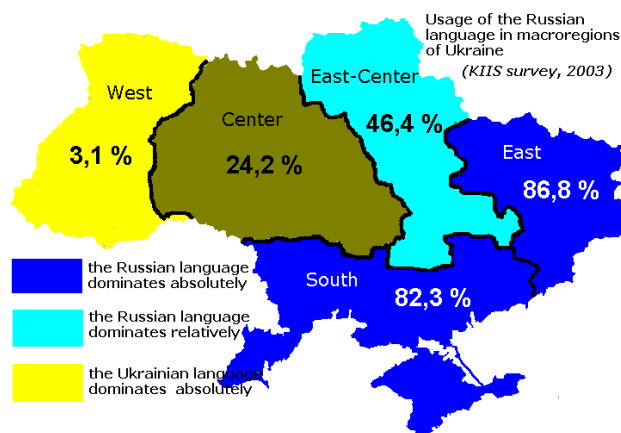 Usage of the Russian
language in macroregions
of Ukraine
(KIIS survey, 2003)
West
3,1 %
Center
24,2 %
East-Center
46,4 %
East
86,8 %
South
82,3 %
the Russian language
dominates absolutely
the Russian language
dominates relatively
the Ukrainian language
dominates absolutely